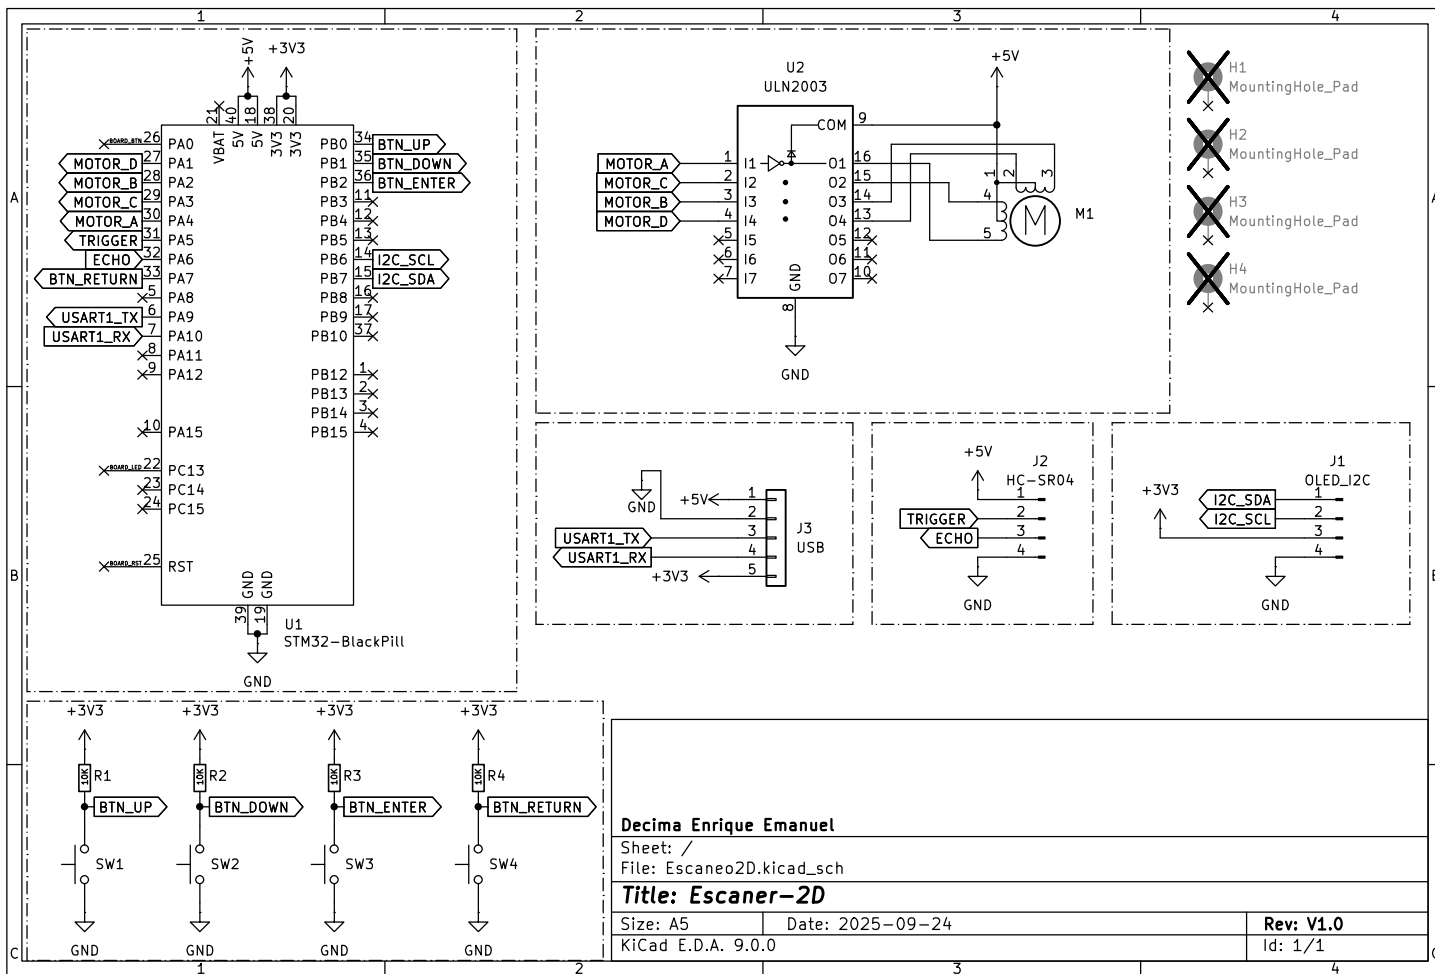 1 2 3 4
A
B
C
+5V
+3V3
21 40 18 38 20
VBAT 5V 5V 3V3 3V3
BOARD_BTN 26 PA0
MOTOR_D 27 PA1
MOTOR_B 28 PA2
MOTOR_C 29 PA3
MOTOR_A 30 PA4
TRIGGER 31 PA5
ECHO 32 PA6
BTN_RETURN 33 PA7
5 PA8
USART1_TX 6 PA9
USART1_RX 7 PA10
8 PA11
9 PA12
10 PA15
BOARD_LED 22 PC13
23 PC14
24 PC15
BOARD_RST 25 RST
PB0 34 BTN_UP
PB1 35 BTN_DOWN
PB2 36 BTN_ENTER
PB3 11
PB4 12
PB5 13
PB6 14 I2C_SCL
PB7 15 I2C_SDA
PB8 16
PB9 17
PB10 37
PB12 1
PB13 2
PB14 3
PB15 4
GND GND
39 19
U1
STM32-BlackPill
GND
U2
ULN2003
+5V
COM 9
MOTOR_A 1 I1 O1 16
MOTOR_C 2 I2 O2 15
MOTOR_B 3 I3 O3 14
MOTOR_D 4 I4 O4 13
5 I5 O5 12
6 I6 O6 11
7 I7 O7 10
GND
8
GND
1 2 3
4
5
M
M1
H1
MountingHole_Pad
H2
MountingHole_Pad
H3
MountingHole_Pad
H4
MountingHole_Pad
+5V 1
GND 2
USART1_TX 3
USART1_RX 4
+3V3 5
J3
USB
+5V
J2
HC-SR04
1
TRIGGER 2
ECHO 3
4
GND
J1
OLED_I2C
+3V3
I2C_SDA 1
I2C_SCL 2
3
4
GND
+3V3 +3V3 +3V3 +3V3
10K R1 10K R2 10K R3 10K R4
BTN_UP BTN_DOWN BTN_ENTER BTN_RETURN
SW1 SW2 SW3 SW4
GND GND GND GND
Decima Enrique Emanuel
Sheet: /
File: Escaneo2D.kicad_sch
Title: Escaner-2D
Size: A5 Date: 2025-09-24 Rev: V1.0
KiCad E.D.A. 9.0.0 Id: 1/1
1 2 3 4